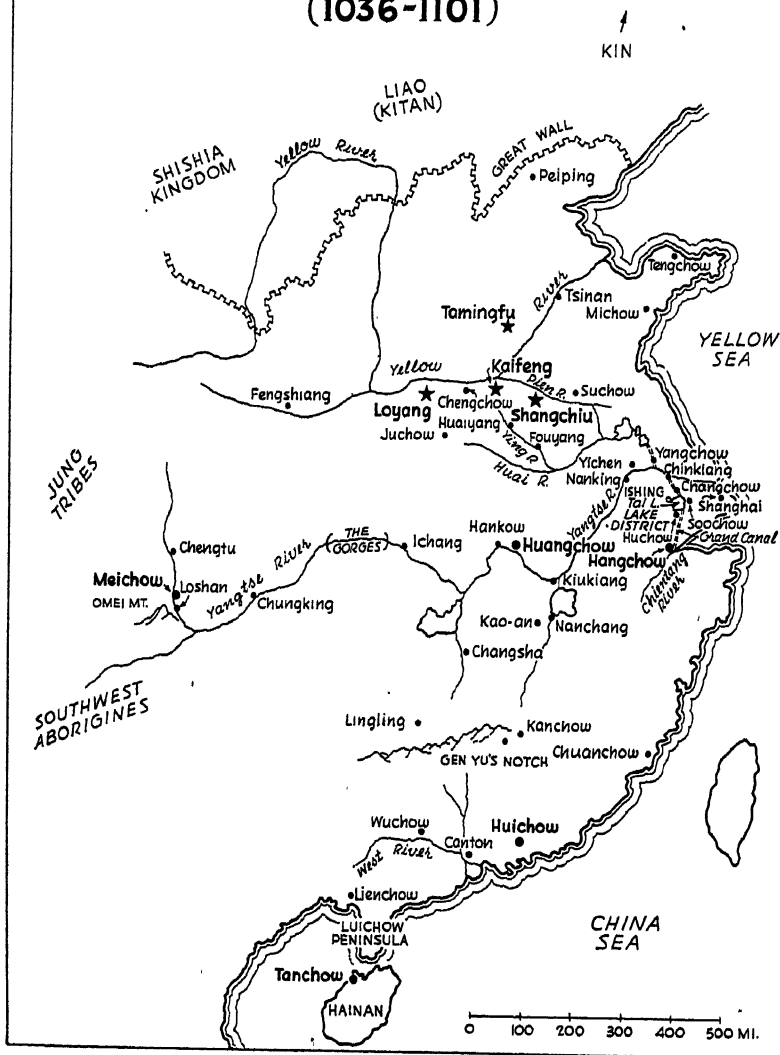 (1036-1101)
KIN
LIAO
(KITAN)
SHISHIA
KINGDOM
Yellow River
GREAT WALL
Peiping
Tengchow
River
Tsinan
Tamingfu
Michow
YELLOW
SEA
Yellow
Kaifeng
Pien R.
Suchow
Fengshiang
Loyang
Chengchow
Shangchiu
Huaiyang
Juchow
Ying R.
Fouyang
Huai R.
JUNG
TRIBES
Yichen
Yangchow
Chinkiang
Nanking
ISHING
Changchow
Tai L.
Shanghai
LAKE
DISTRICT
Soochow
Huchow
Grand Canal
Yangtse R.
Hankow
Huangchow
Hangchow
Chientang
River
THE
GORGES
Ichang
Chengtu
Yangtse River
Meichow
Loshan
OMEI MT.
Chungking
Kiukiang
Kao-an
Nanchang
Changsha
SOUTHWEST
ABORIGINES
Lingling
Kanchow
GEN YU'S NOTCH
Chuanchow
Wuchow
Huichow
West River
Canton
Lienchow
LUICHOW
PENINSULA
CHINA
SEA
Tanchow
HAINAN
0 100 200 300 400 500 MI.